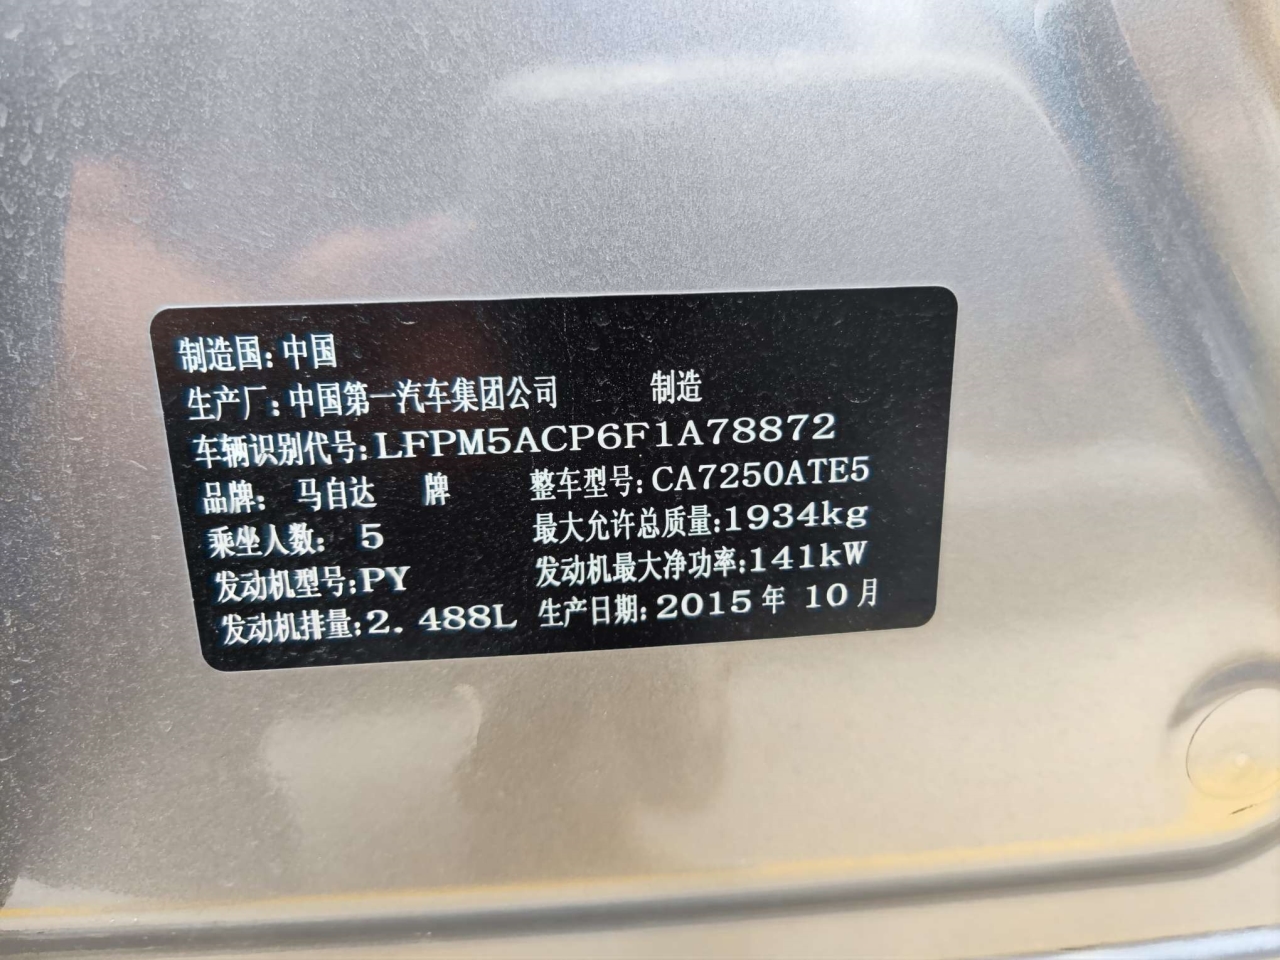 制造国:中国
生产厂:中国第一汽车集团公司 制造
车辆识别代号:LFPM5ACP6F1A78872
品牌: 马自达 牌 整车型号:CA7250ATE5
乘坐人数: 5 最大允许总质量:1934kg
发动机型号:PY 发动机最大净功率:141kW
发动机排量:2.488L 生产日期:2015年 10月